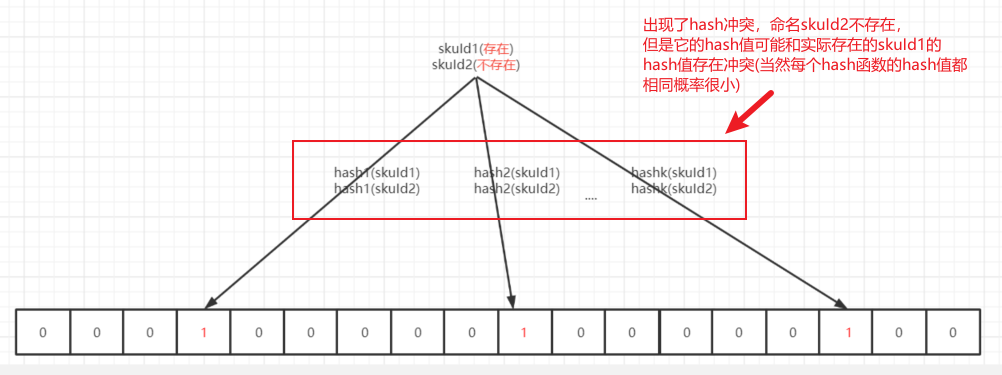 出现了hash冲突，命名skuId2不存在，
但是它的hash值可能和实际存在的skuId1的
hash值存在冲突(当然每个hash函数的hash值都
相同概率很小)
skuId1(存在)
skuId2(不存在)
hash1(skuId1) hash2(skuId1) hashk(skuId1)
hash1(skuId2) hash2(skuId2) .... hashk(skuId2)
0 0 0 1 0 0 0 0 0 1 0 0 0 0 0 1 0 0